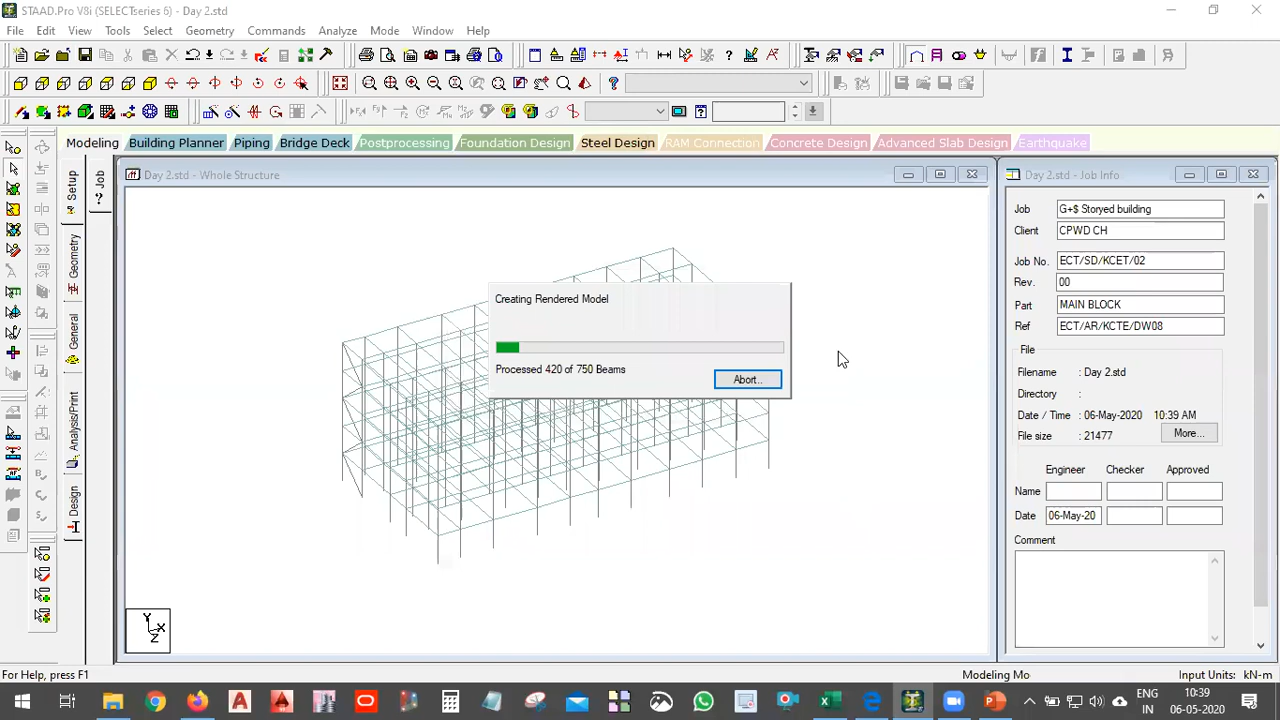 STAAD.Pro V8i (SELECTseries 6) - Day 2.std
File Edit View Tools Select Geometry Commands Analyze Mode Window Help
Modeling Building Planner Piping Bridge Deck Postprocessing Foundation Design Steel Design RAM Connection Concrete Design Advanced Slab Design Earthquake
Day 2.std - Whole Structure
Setup
Geometry
General
Analysis/Print
Design
Job
Creating Rendered Model
Processed 420 of 750 Beams
Abort..
Y
X
Z
Day 2.std - Job Info
Job G+$ Storyed building
Client CPWD CH
Job No. ECT/SD/KCET/02
Rev. 00
Part MAIN BLOCK
Ref ECT/AR/KCTE/DW08
File
Filename : Day 2.std
Directory :
Date / Time : 06-May-2020 10:39 AM
File size : 21477 More...
Engineer Checker Approved
Name
Date 06-May-20
Comment
For Help, press F1
Modeling Mo
Input Units: kN-m
ENG
IN
10:39
06-05-2020